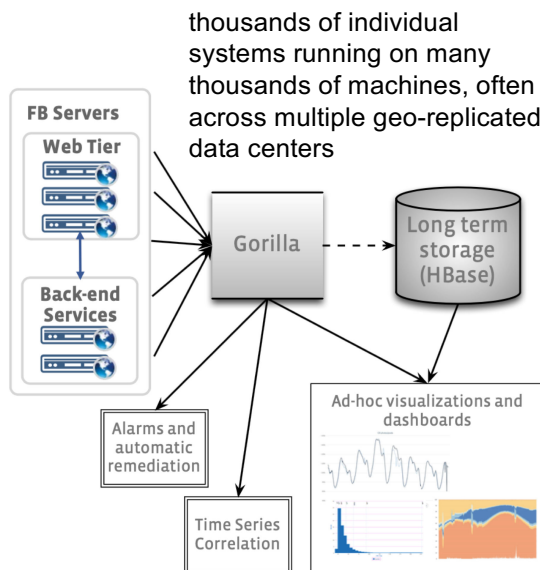 thousands of individual
systems running on many
thousands of machines, often
across multiple geo-replicated
data centers
FB Servers
Web Tier
Back-end
Services
Gorilla
Long term
storage
(HBase)
Alarms and
automatic
remediation
Time Series
Correlation
Ad-hoc visualizations and
dashboards